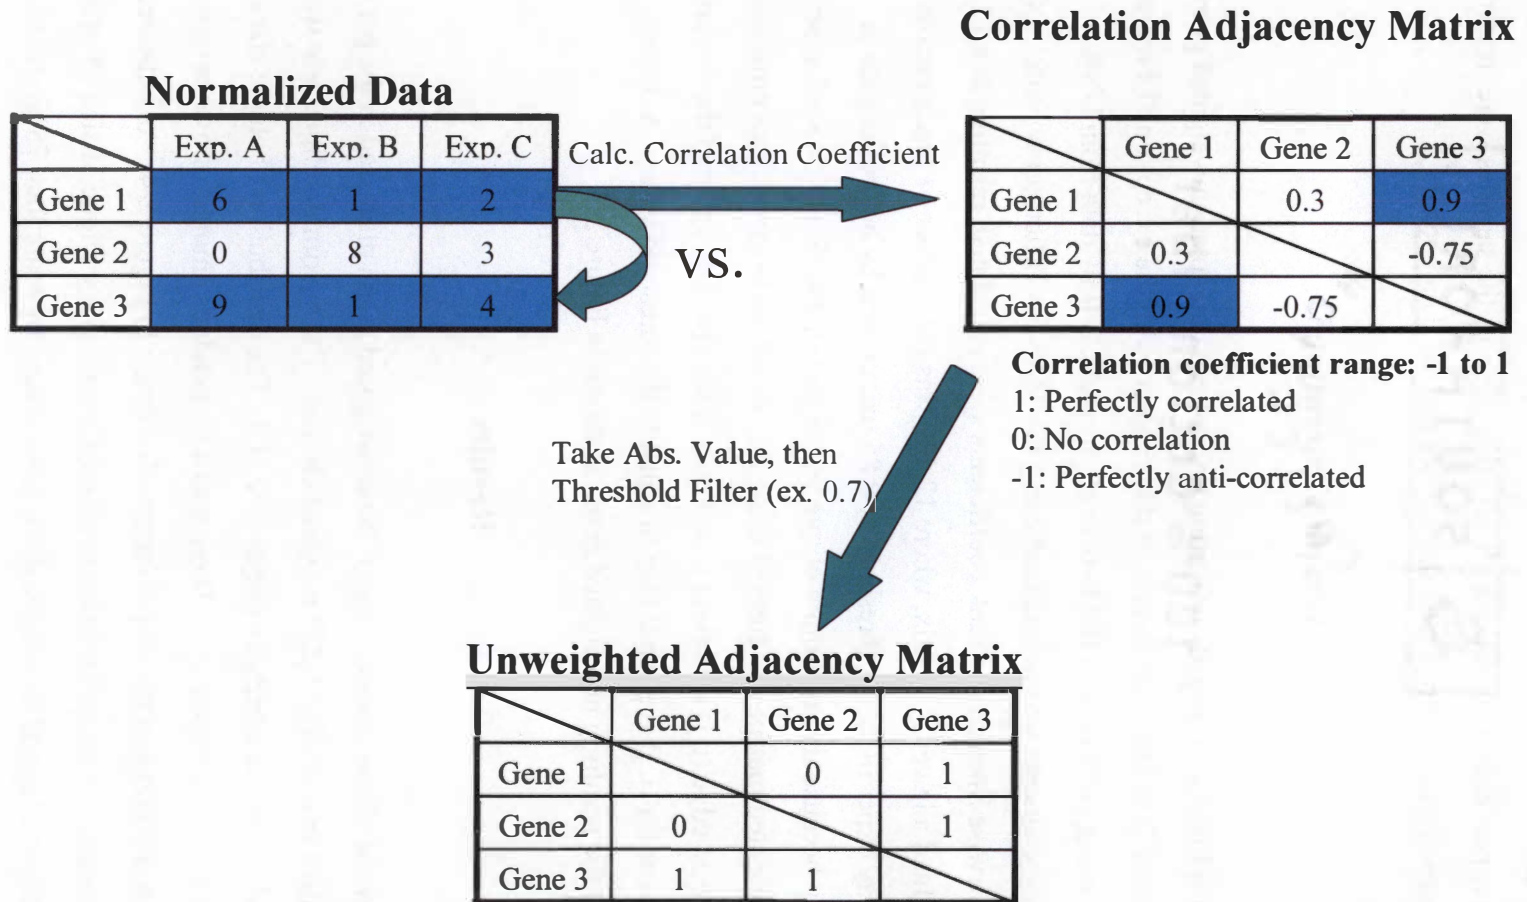 Correlation Adjacency Matrix
Normalized Data
Exp. A Exp. B Exp. C
Gene 1 6 1 2
Gene 2 0 8 3
Gene 3 9 1 4
Calc. Correlation Coefficient
vs.
Gene 1 Gene 2 Gene 3
Gene 1 0.3 0.9
Gene 2 0.3 -0.75
Gene 3 0.9 -0.75
Correlation coefficient range: -1 to 1
1: Perfectly correlated
0: No correlation
-1: Perfectly anti-correlated
Take Abs. Value, then
Threshold Filter (ex. 0.7)
Unweighted Adjacency Matrix
Gene 1 Gene 2 Gene 3
Gene 1 0 1
Gene 2 0 1
Gene 3 1 1